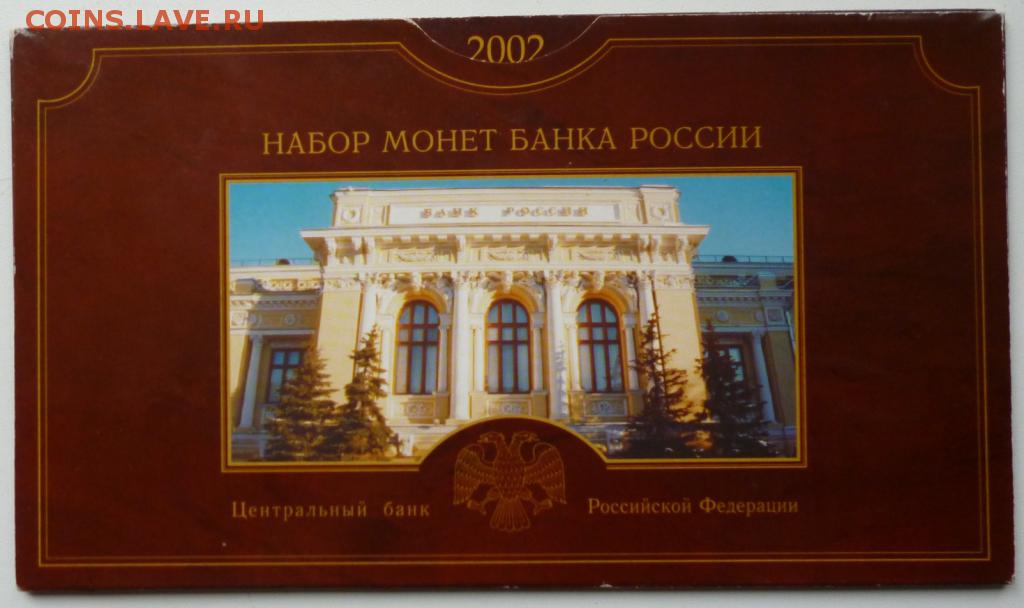 COINS.LAVE.RU
2002
НАБОР МОНЕТ БАНКА РОССИИ
БАНК РОССИИ
Центральный банк Российской Федерации